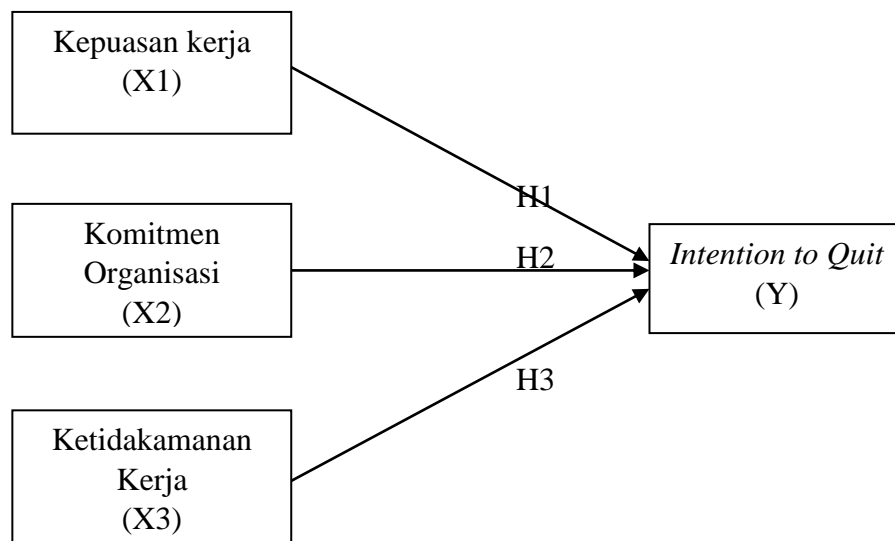 Kepuasan kerja
(X1)
H1
Komitmen
Organisasi
(X2)
H2
Intention to Quit
(Y)
H3
Ketidakamanan
Kerja
(X3)